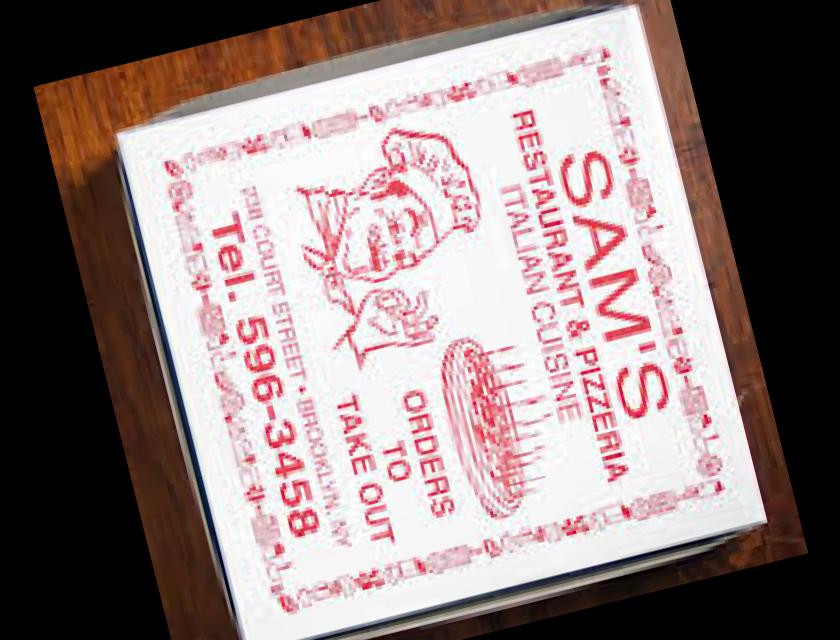 SAM'S
RESTAURANT & PIZZERIA
ITALIAN CUISINE
ORDERS
TO
TAKE OUT
COURT STREET • BROOKLYN, NY
Tel. 596-3458